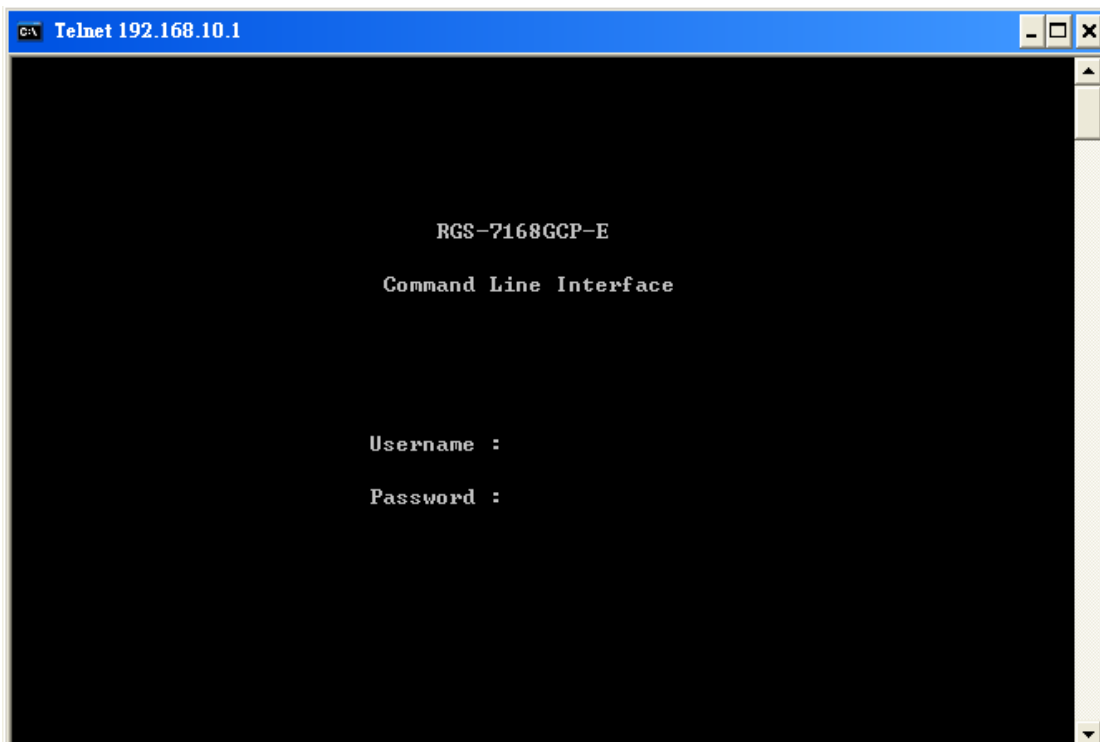 C:\ Telnet 192.168.10.1
RGS-7168GCP-E
Command Line Interface
Username :
Password :